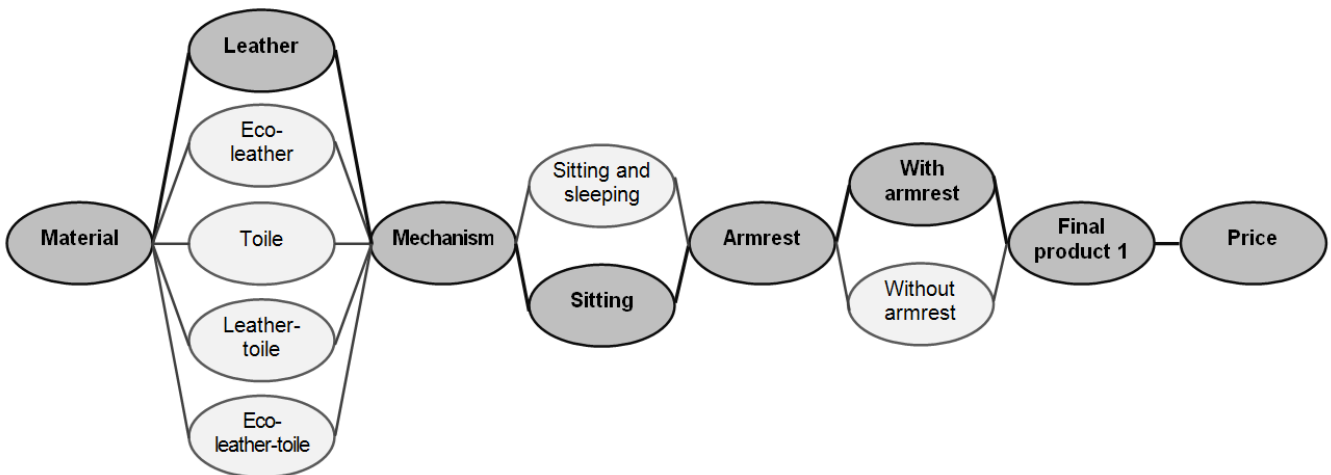 Material
Leather
Eco-
leather
Toile
Leather-
toile
Eco-
leather-toile
Mechanism
Sitting and
sleeping
Sitting
Armrest
With
armrest
Without
armrest
Final
product 1
Price